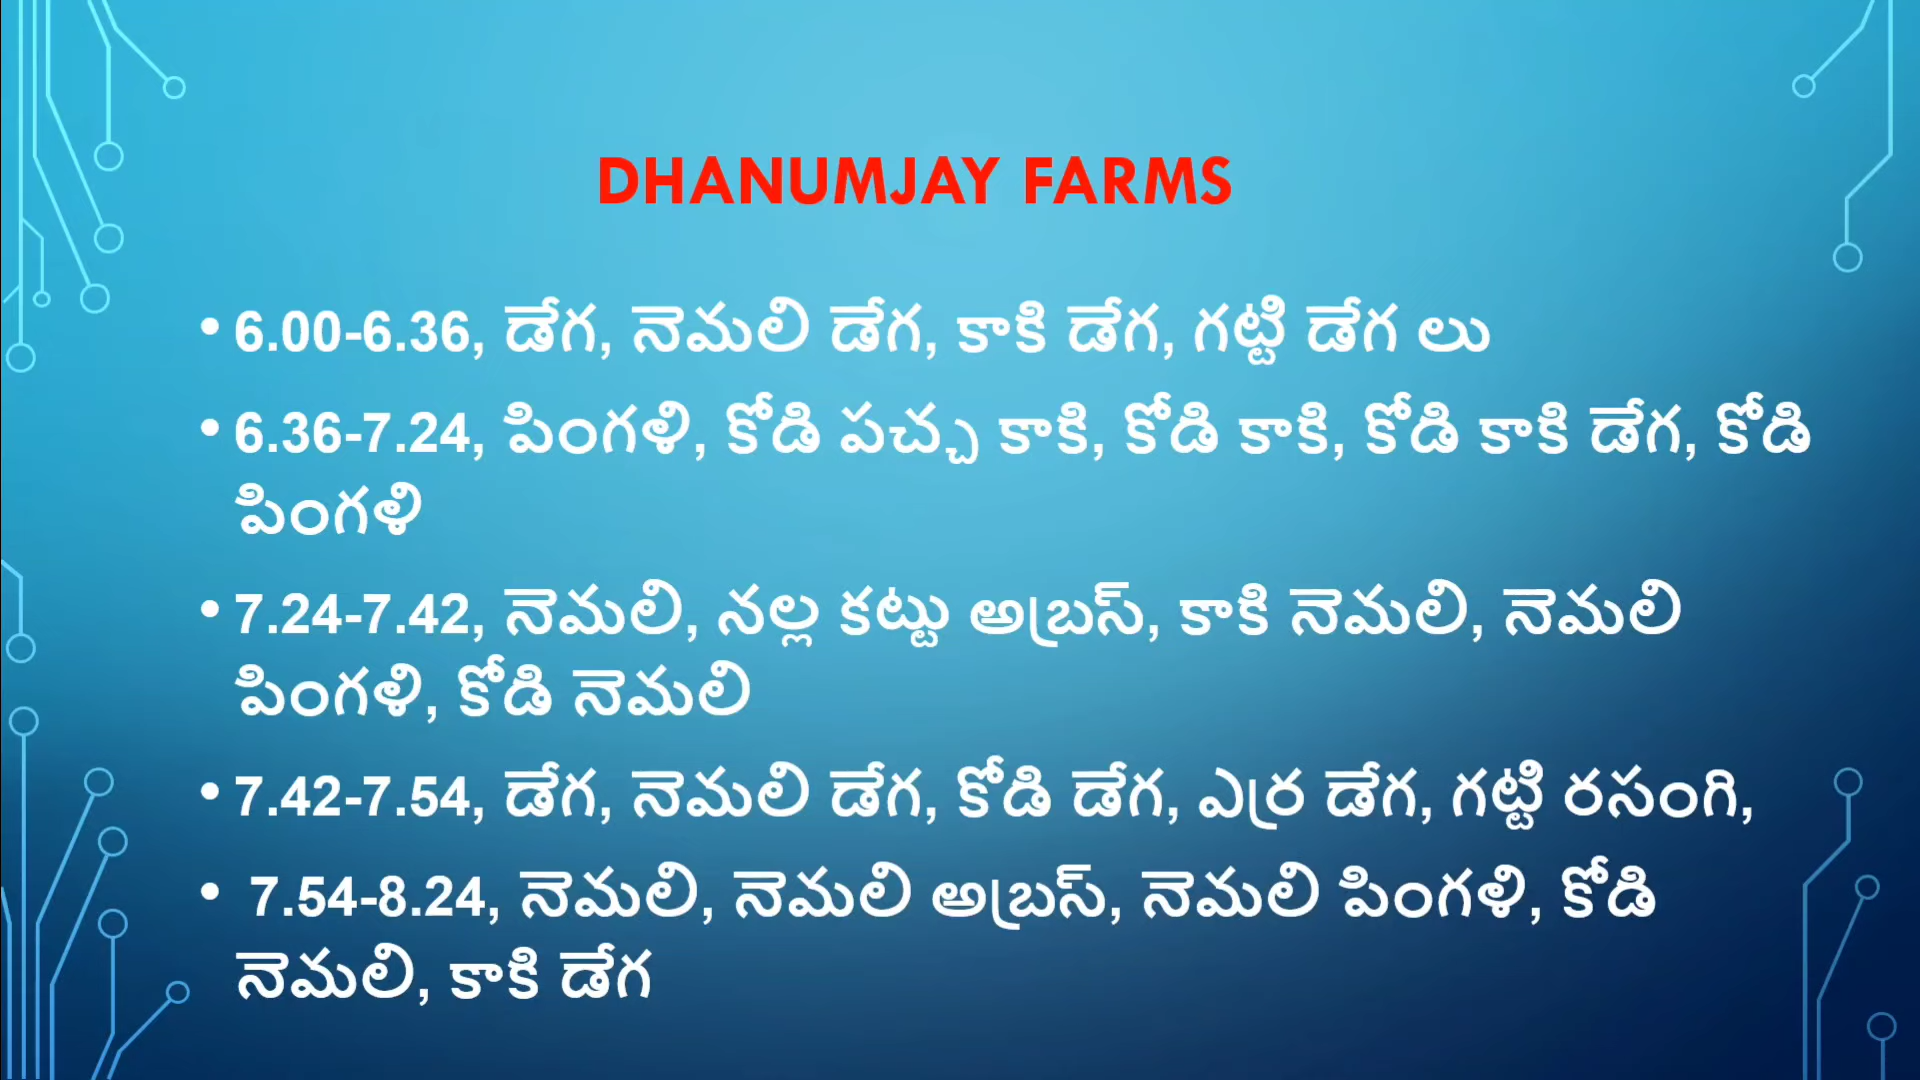 DHANUMJAY FARMS
• 6.00-6.36, డేగ, నెమలి డేగ, కాకి డేగ, గట్టి డేగ లు
• 6.36-7.24, పింగళి, కోడి పచ్చ కాకి, కోడి కాకి, కోడి కాకి డేగ, కోడి
పింగళి
• 7.24-7.42, నెమలి, నల్ల కట్టు అబ్రస్, కాకి నెమలి, నెమలి
పింగళి, కోడి నెమలి
• 7.42-7.54, డేగ, నెమలి డేగ, కోడి డేగ, ఎర్ర డేగ, గట్టి రసంగి,
• 7.54-8.24, నెమలి, నెమలి అబ్రస్, నెమలి పింగళి, కోడి
నెమలి, కాకి డేగ